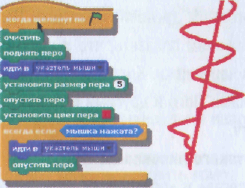 когда щелкнут по
очистить
поднять перо
идти в указатель мыши
установить размер пера 5
опустить перо
установить цвет пера
всегда если мышка нажата?
идти в указатель мыши
опустить перо